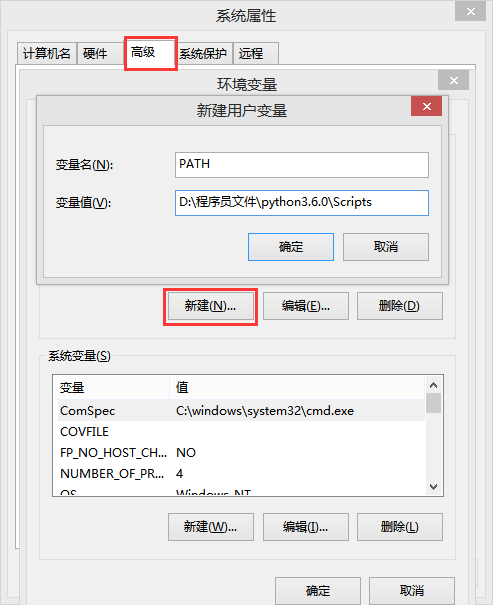 系统属性
计算机名 硬件 高级 系统保护 远程
环境变量
新建用户变量
变量名(N): PATH
变量值(V): D:\程序员文件\python3.6.0\Scripts
确定 取消
新建(N)... 编辑(E)... 删除(D)
系统变量(S)
变量 值
ComSpec C:\windows\system32\cmd.exe
COVFILE
FP_NO_HOST_CH... NO
NUMBER_OF_PR... 4
OS Windows_NT
新建(W)... 编辑(I)... 删除(L)
确定 取消